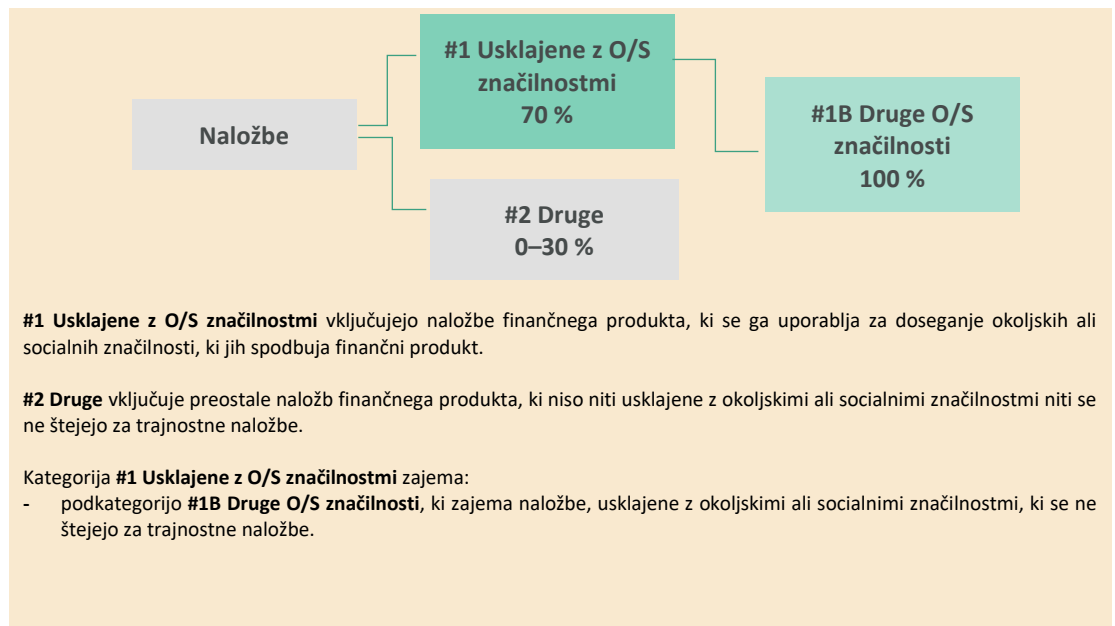 #1 Usklajene z O/S
značilnostmi
70 %
Naložbe
#1B Druge O/S
značilnosti
100 %
#2 Druge
0–30 %
#1 Usklajene z O/S značilnostmi vključujejo naložbe finančnega produkta, ki se ga uporablja za doseganje okoljskih ali
socialnih značilnosti, ki jih spodbuja finančni produkt.
#2 Druge vključuje preostale naložb finančnega produkta, ki niso niti usklajene z okoljskimi ali socialnimi značilnostmi niti se
ne štejejo za trajnostne naložbe.
Kategorija #1 Usklajene z O/S značilnostmi zajema:
- podkategorijo #1B Druge O/S značilnosti, ki zajema naložbe, usklajene z okoljskimi ali socialnimi značilnostmi, ki se ne
štejejo za trajnostne naložbe.